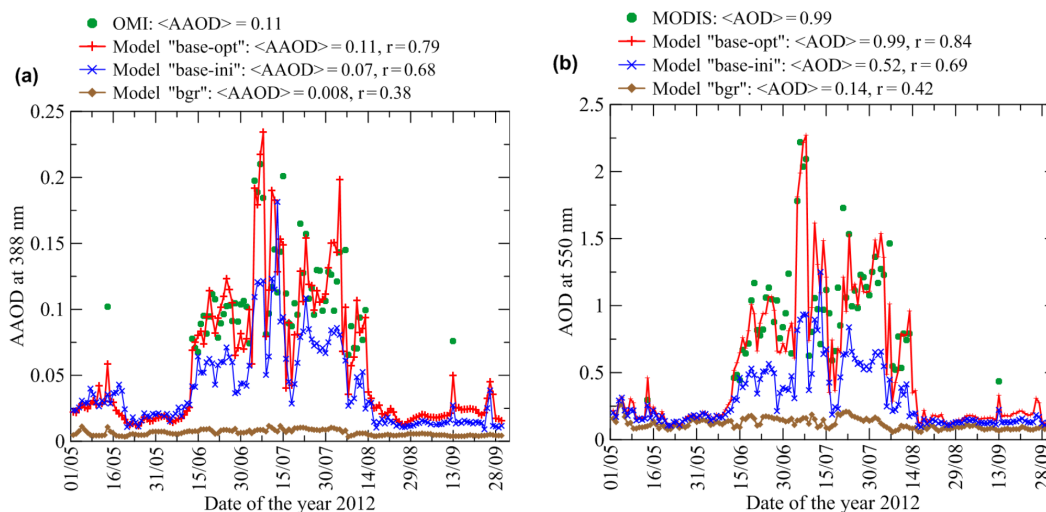 OMI: <AAOD> = 0.11
Model "base-opt": <AAOD> = 0.11, r = 0.79
Model "base-ini": <AAOD> = 0.07, r = 0.68
Model "bgr": <AAOD> = 0.008, r = 0.38
(a)
0.25
0.2
0.15
0.1
0.05
0
AAOD at 388 nm
01/05 16/05 31/05 15/06 30/06 15/07 30/07 14/08 29/08 13/09 28/09
Date of the year 2012
MODIS: <AOD> = 0.99
Model "base-opt": <AOD> = 0.99, r = 0.84
Model "base-ini": <AOD> = 0.52, r = 0.69
Model "bgr": <AOD> = 0.14, r = 0.42
(b)
2.5
2
1.5
1
0.5
0
AOD at 550 nm
01/05 16/05 31/05 15/06 30/06 15/07 30/07 14/08 29/08 13/09 28/09
Date of the year 2012